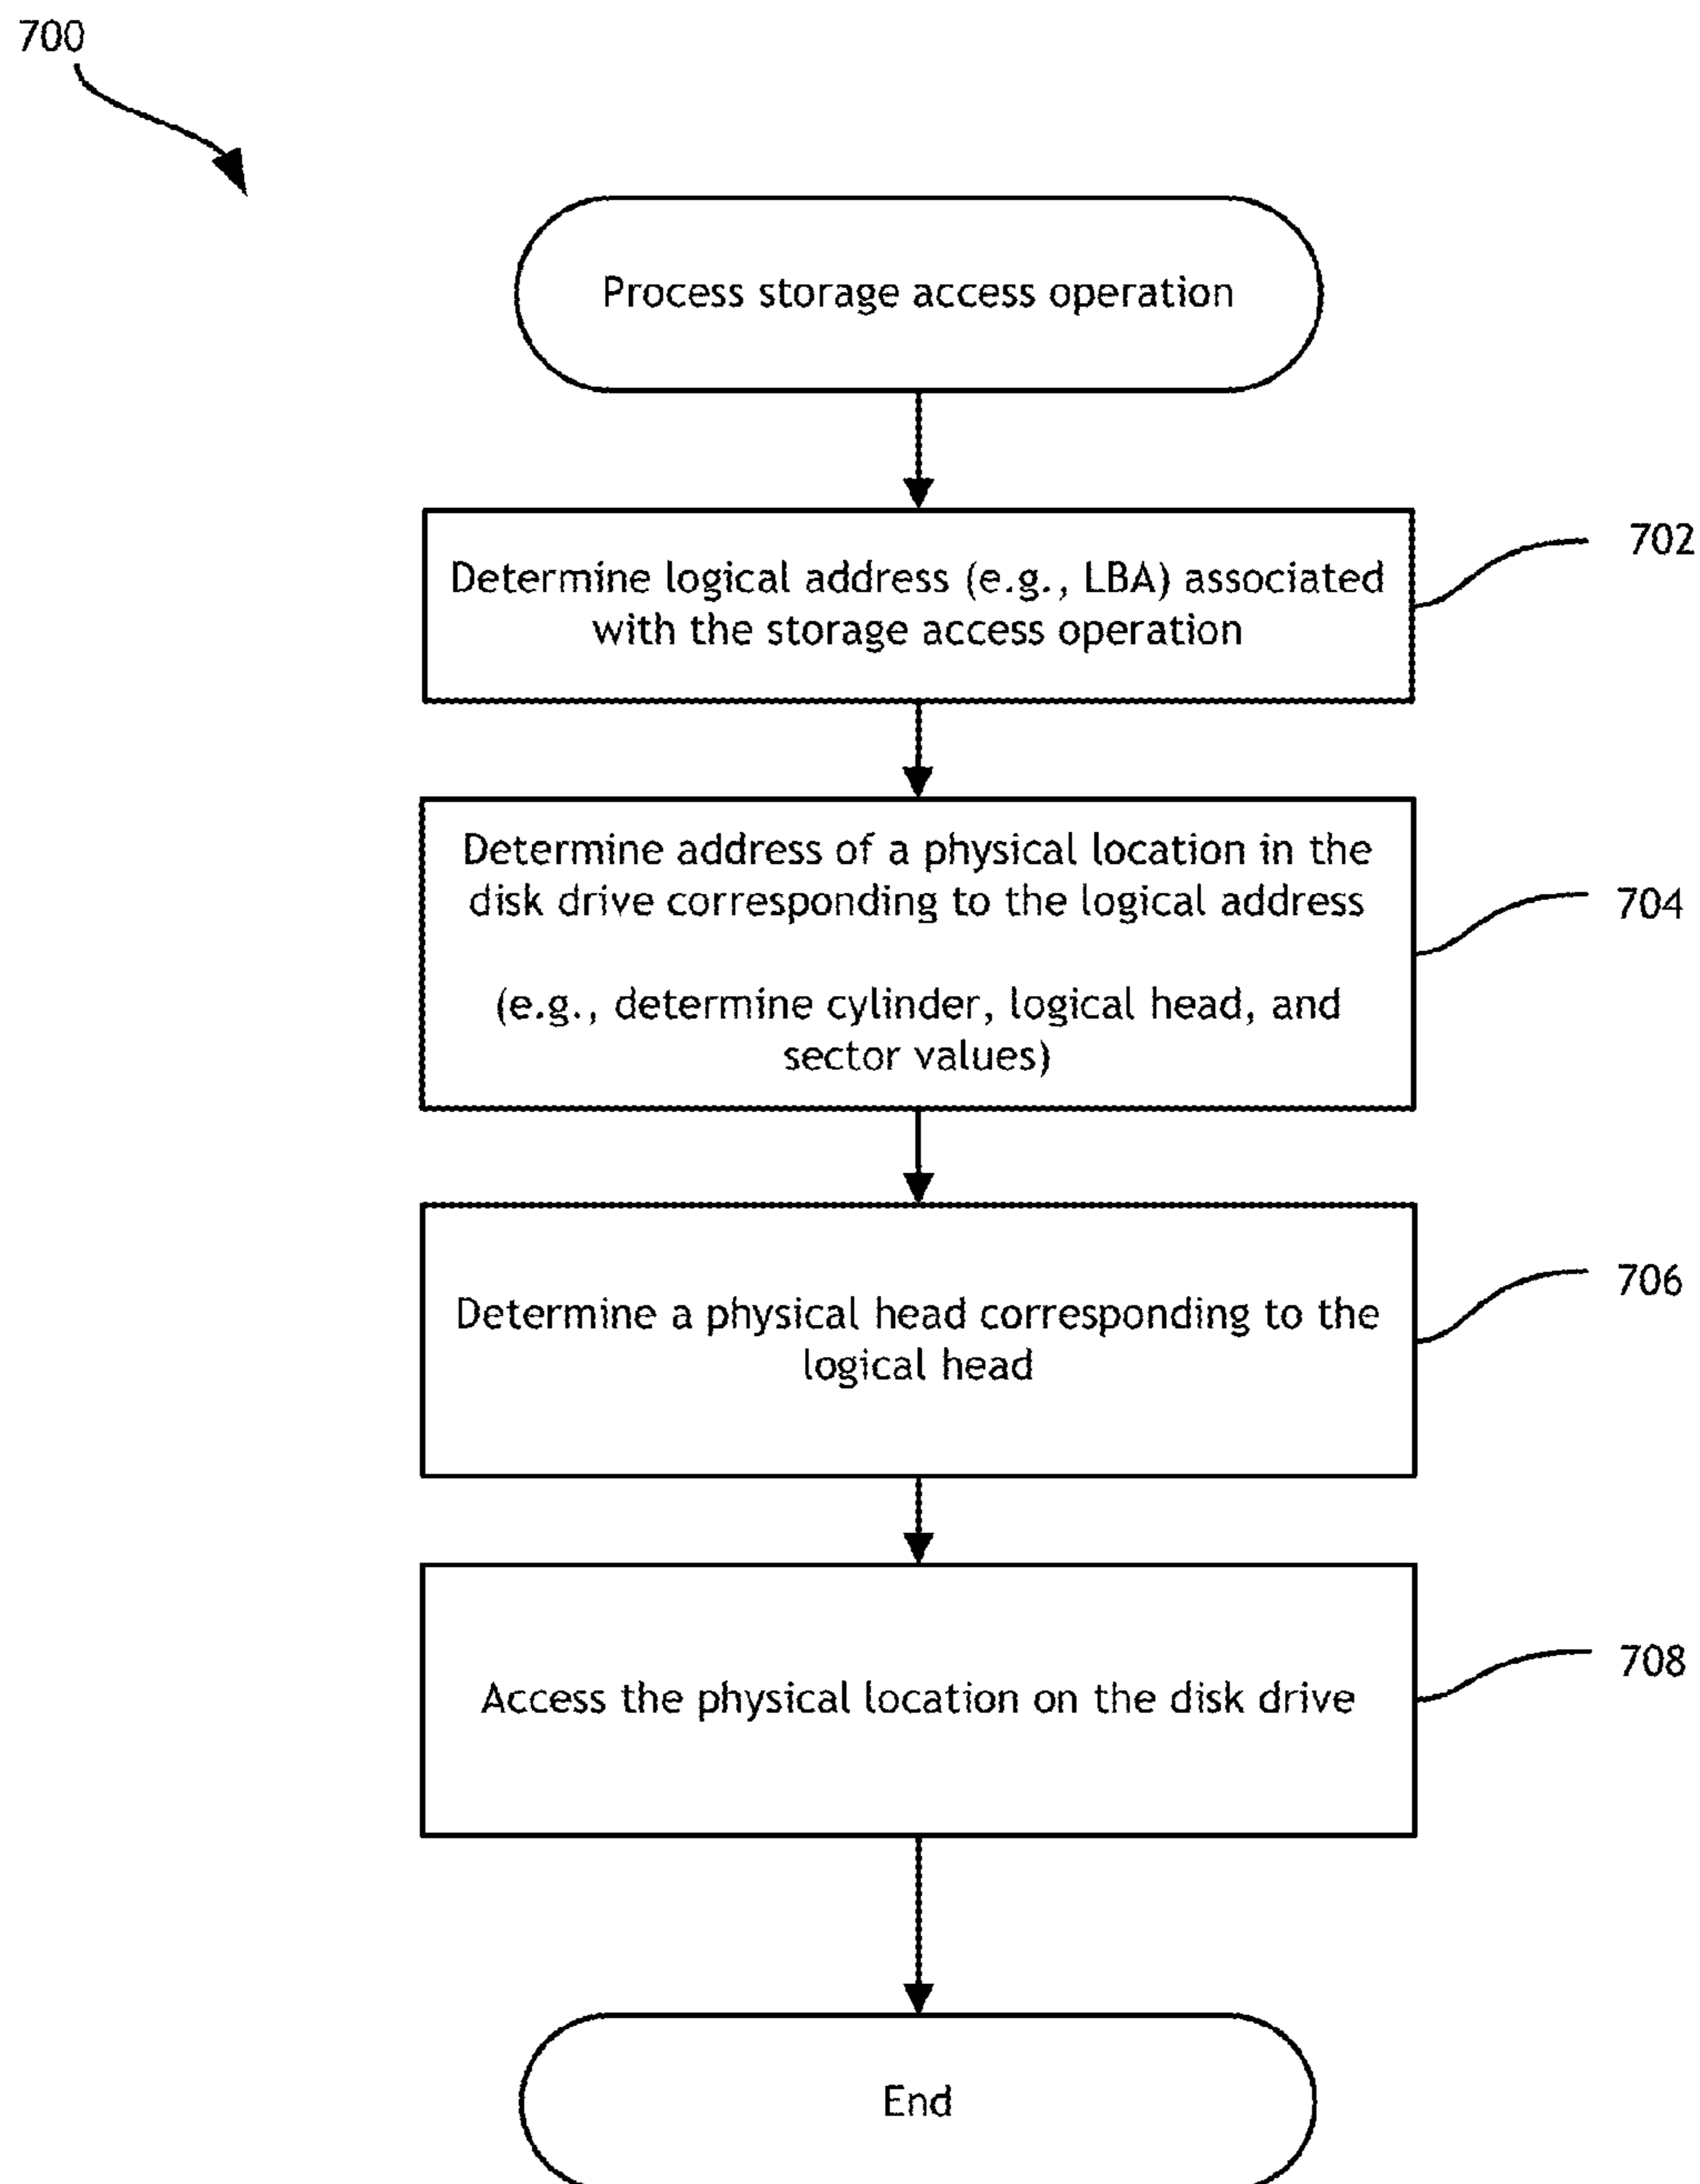 700
Process storage access operation
Determine logical address (e.g., LBA) associated
with the storage access operation
702
Determine address of a physical location in the
disk drive corresponding to the logical address
(e.g., determine cylinder, logical head, and
sector values)
704
Determine a physical head corresponding to the
logical head
706
Access the physical location on the disk drive
708
End